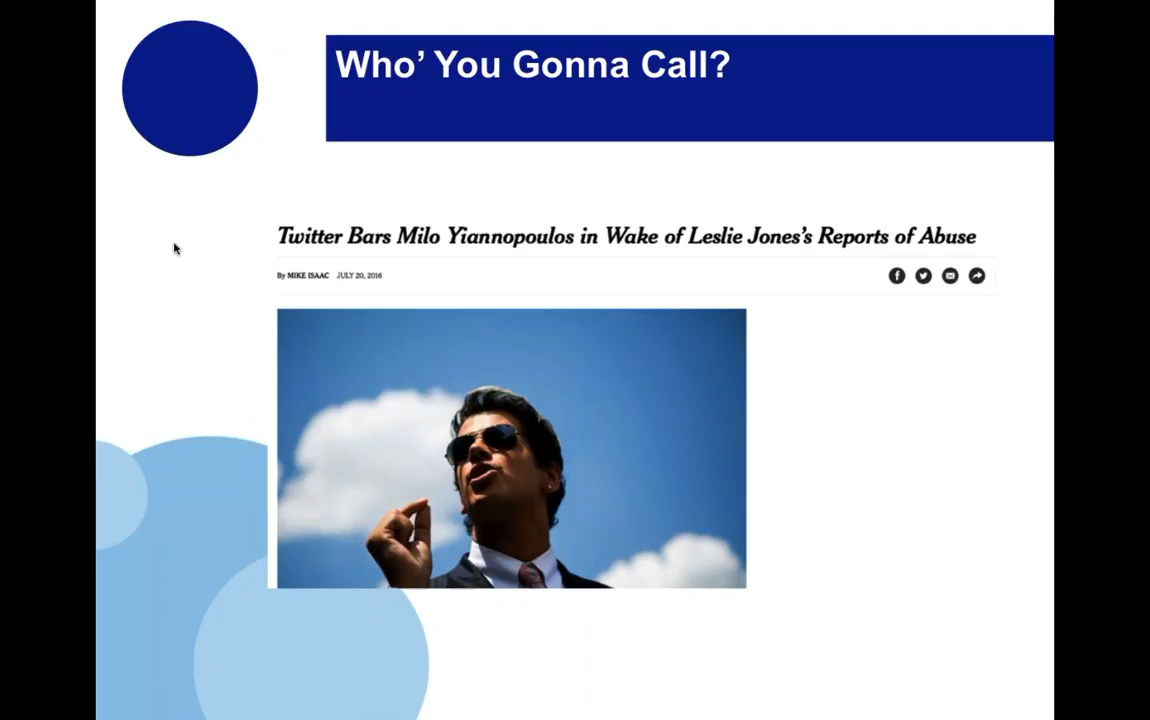 Who’ You Gonna Call?
Twitter Bars Milo Yiannopoulos in Wake of Leslie Jones’s Reports of Abuse
By MIKE ISAAC JULY 20, 2016